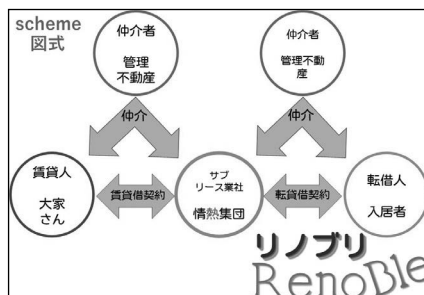 scheme
図式
仲介者
管理
不動産
仲介者
管理不動
産
仲介
仲介
賃貸人
大家
さん
賃貸借契約
サブ
リース業社
情熱集団
転貸借契約
転借人
入居者
リノブリ
RenoBle